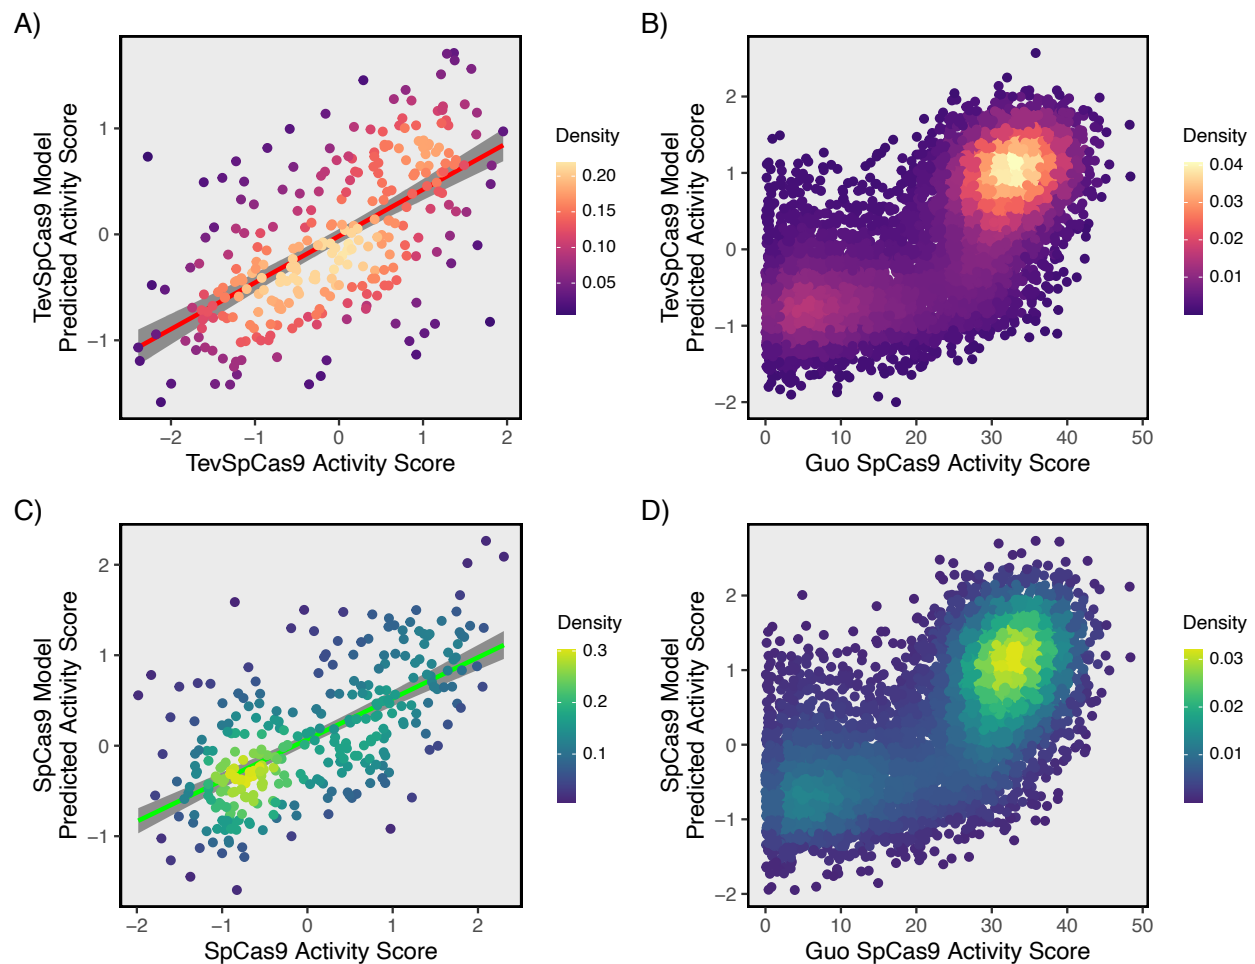 A)
TevSpCas9 Model
Predicted Activity Score
1
0
−1
−2
−1
0
1
2
TevSpCas9 Activity Score
Density
0.20
0.15
0.10
0.05
B)
TevSpCas9 Model
Predicted Activity Score
2
1
0
−1
−2
0
10
20
30
40
50
Guo SpCas9 Activity Score
Density
0.04
0.03
0.02
0.01
C)
SpCas9 Model
Predicted Activity Score
2
1
0
−1
−2
−1
0
1
2
SpCas9 Activity Score
Density
0.3
0.2
0.1
D)
SpCas9 Model
Predicted Activity Score
2
1
0
−1
−2
0
10
20
30
40
50
Guo SpCas9 Activity Score
Density
0.03
0.02
0.01